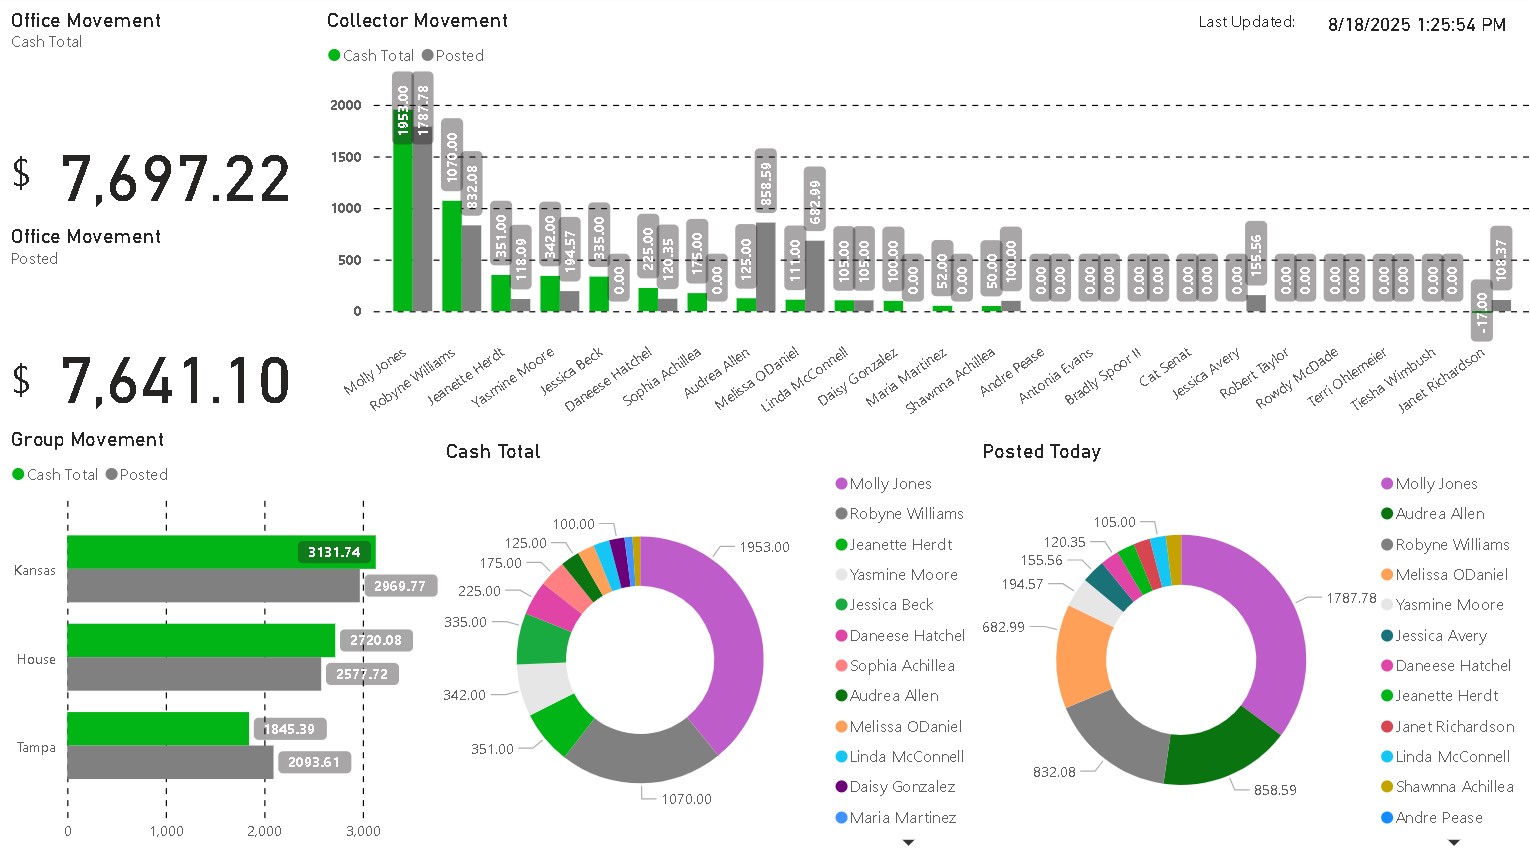 Office Movement
Cash Total
$ 7,697.22
Office Movement
Posted
$ 7,641.10
Collector Movement
Cash Total Posted
Last Updated: 8/18/2025 1:25:54 PM
2000
1500
1000
500
0
1953.00 1787.78
1070.00 832.08
351.00 118.09
342.00 194.57
335.00 0.00
225.00 120.35
175.00 0.00
125.00 858.59
111.00 682.99
105.00 105.00
100.00 0.00
52.00 0.00
50.00 100.00
0.00 0.00
0.00 0.00
0.00 0.00
0.00 0.00
0.00 155.56
0.00 0.00
0.00 0.00
0.00 0.00
0.00 0.00
-17.00 108.37
Molly Jones
Robyne Williams
Jeanette Herdt
Yasmine Moore
Jessica Beck
Daneese Hatchel
Sophia Achillea
Audrea Allen
Melissa ODaniel
Linda McConnell
Daisy Gonzalez
Maria Martinez
Shawnna Achillea
Andre Pease
Antonia Evans
Bradly Spoor II
Cat Senat
Jessica Avery
Robert Taylor
Rowdy McDade
Terri Ohlemeier
Tiesha Wimbush
Janet Richardson
Group Movement
Cash Total Posted
Kansas
3131.74
2969.77
House
2720.08
2577.72
Tampa
1845.39
2093.61
0 1,000 2,000 3,000
Cash Total
100.00
125.00
175.00
225.00
335.00
342.00
351.00
1070.00
1953.00
Molly Jones
Robyne Williams
Jeanette Herdt
Yasmine Moore
Jessica Beck
Daneese Hatchel
Sophia Achillea
Audrea Allen
Melissa ODaniel
Linda McConnell
Daisy Gonzalez
Maria Martinez
Posted Today
105.00
120.35
155.56
194.57
682.99
832.08
858.59
1787.78
Molly Jones
Audrea Allen
Robyne Williams
Melissa ODaniel
Yasmine Moore
Jessica Avery
Daneese Hatchel
Jeanette Herdt
Janet Richardson
Linda McConnell
Shawnna Achillea
Andre Pease